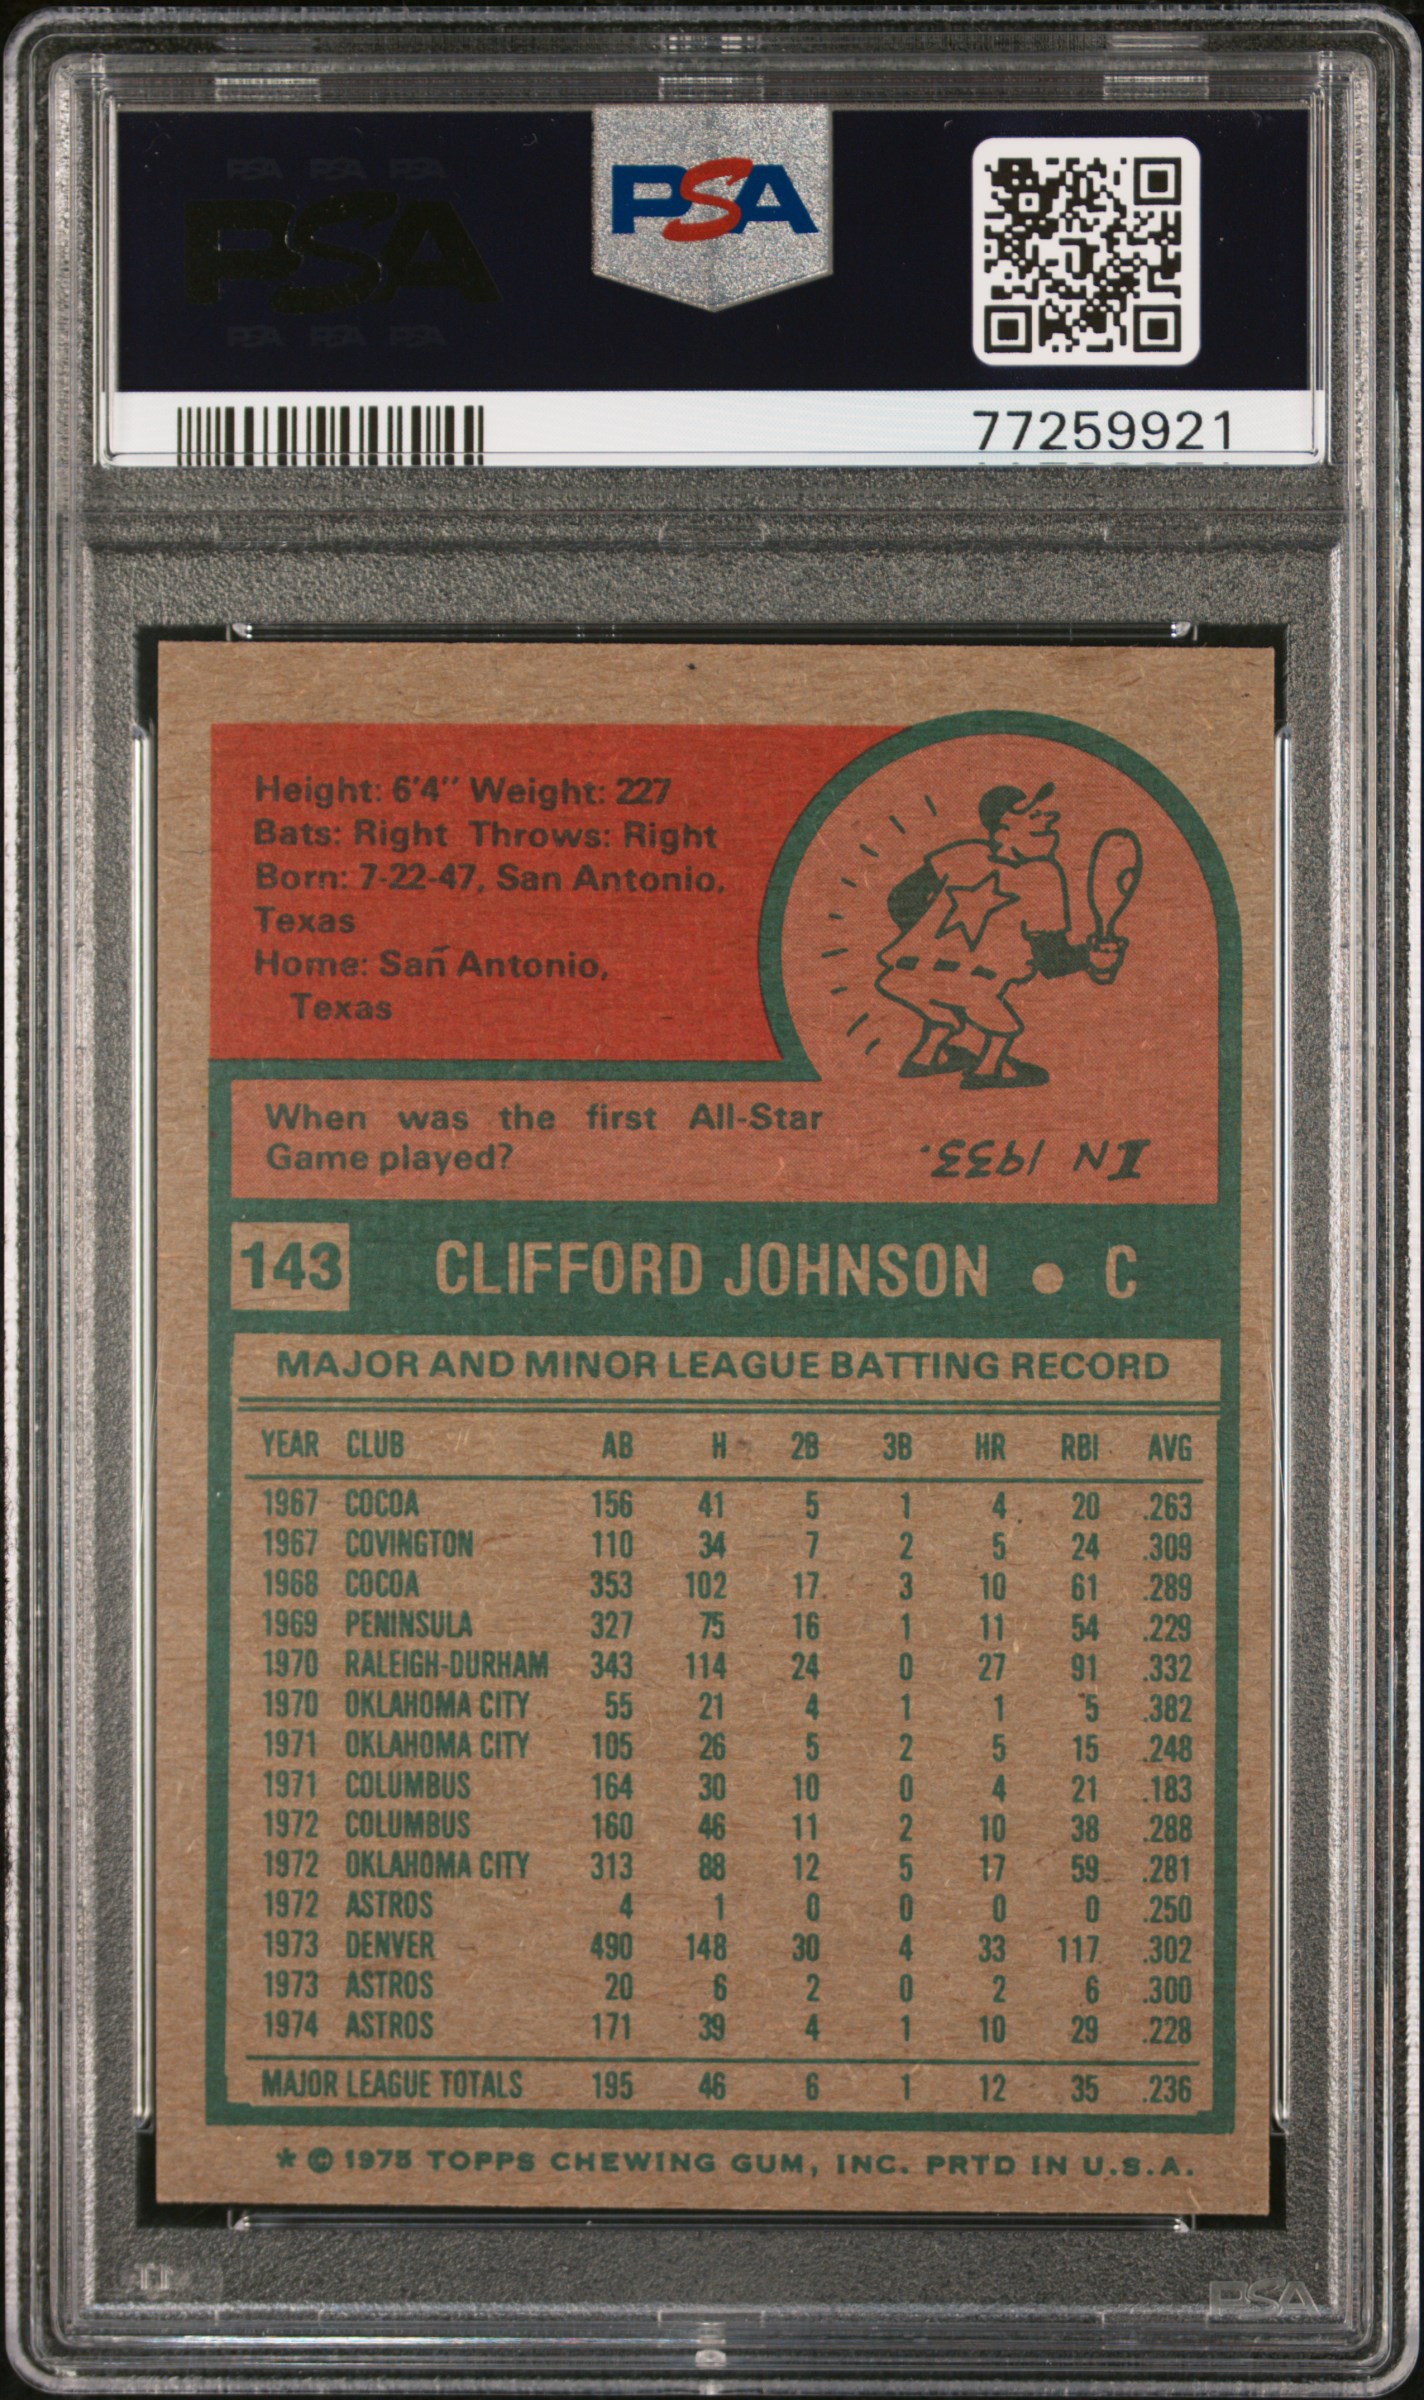 PSA PSA PSA
PSA
PSA PSA PSA
PSA
77259921
Height: 6'4" Weight: 227
Bats: Right Throws: Right
Born: 7-22-47, San Antonio,
Texas
Home: San Antonio,
Texas
When was the first All-Star
Game played?
IN 1933.
143 CLIFFORD JOHNSON • C
MAJOR AND MINOR LEAGUE BATTING RECORD
YEAR CLUB AB H 2B 3B HR RBI AVG
1967 COCOA 156 41 5 1 4 20 .263
1967 COVINGTON 110 34 7 2 5 24 .309
1968 COCOA 353 102 17 3 10 61 .289
1969 PENINSULA 327 75 16 1 11 54 .229
1970 RALEIGH-DURHAM 343 114 24 0 27 91 .332
1970 OKLAHOMA CITY 55 21 4 1 1 5 .382
1971 OKLAHOMA CITY 105 26 5 2 5 15 .248
1971 COLUMBUS 164 30 10 0 4 21 .183
1972 COLUMBUS 160 46 11 2 10 38 .288
1972 OKLAHOMA CITY 313 88 12 5 17 59 .281
1972 ASTROS 4 1 0 0 0 0 .250
1973 DENVER 490 148 30 4 33 117 .302
1973 ASTROS 20 6 2 0 2 6 .300
1974 ASTROS 171 39 4 1 10 29 .228
MAJOR LEAGUE TOTALS 195 46 6 1 12 35 .236
* © 1975 TOPPS CHEWING GUM, INC. PRTD IN U.S.A.
PSA